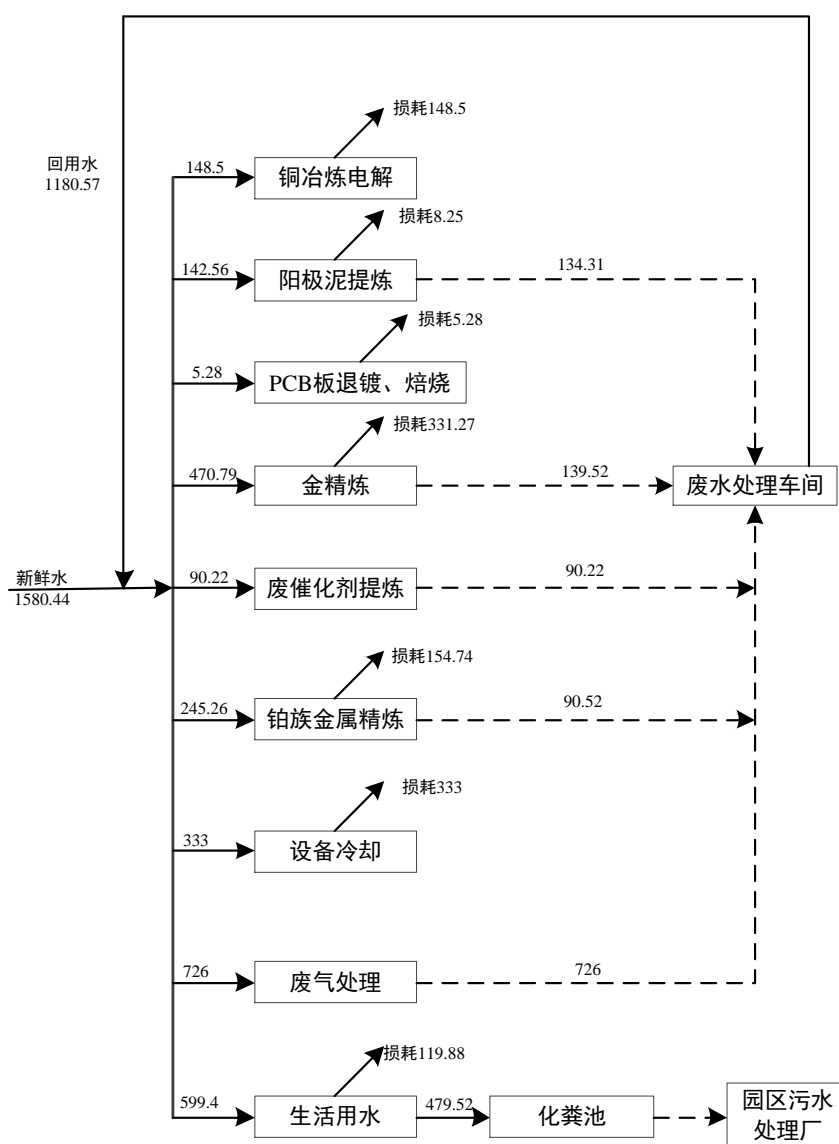 损耗148.5
回用水
1180.57
148.5
铜冶炼电解
损耗8.25
142.56
阳极泥提炼
134.31
损耗5.28
5.28
PCB板退镀、焙烧
损耗331.27
470.79
金精炼
139.52
废水处理车间
新鲜水
1580.44
90.22
废催化剂提炼
90.22
损耗154.74
245.26
铂族金属精炼
90.52
损耗333
333
设备冷却
726
废气处理
726
损耗119.88
599.4
生活用水
479.52
化粪池
园区污水
处理厂